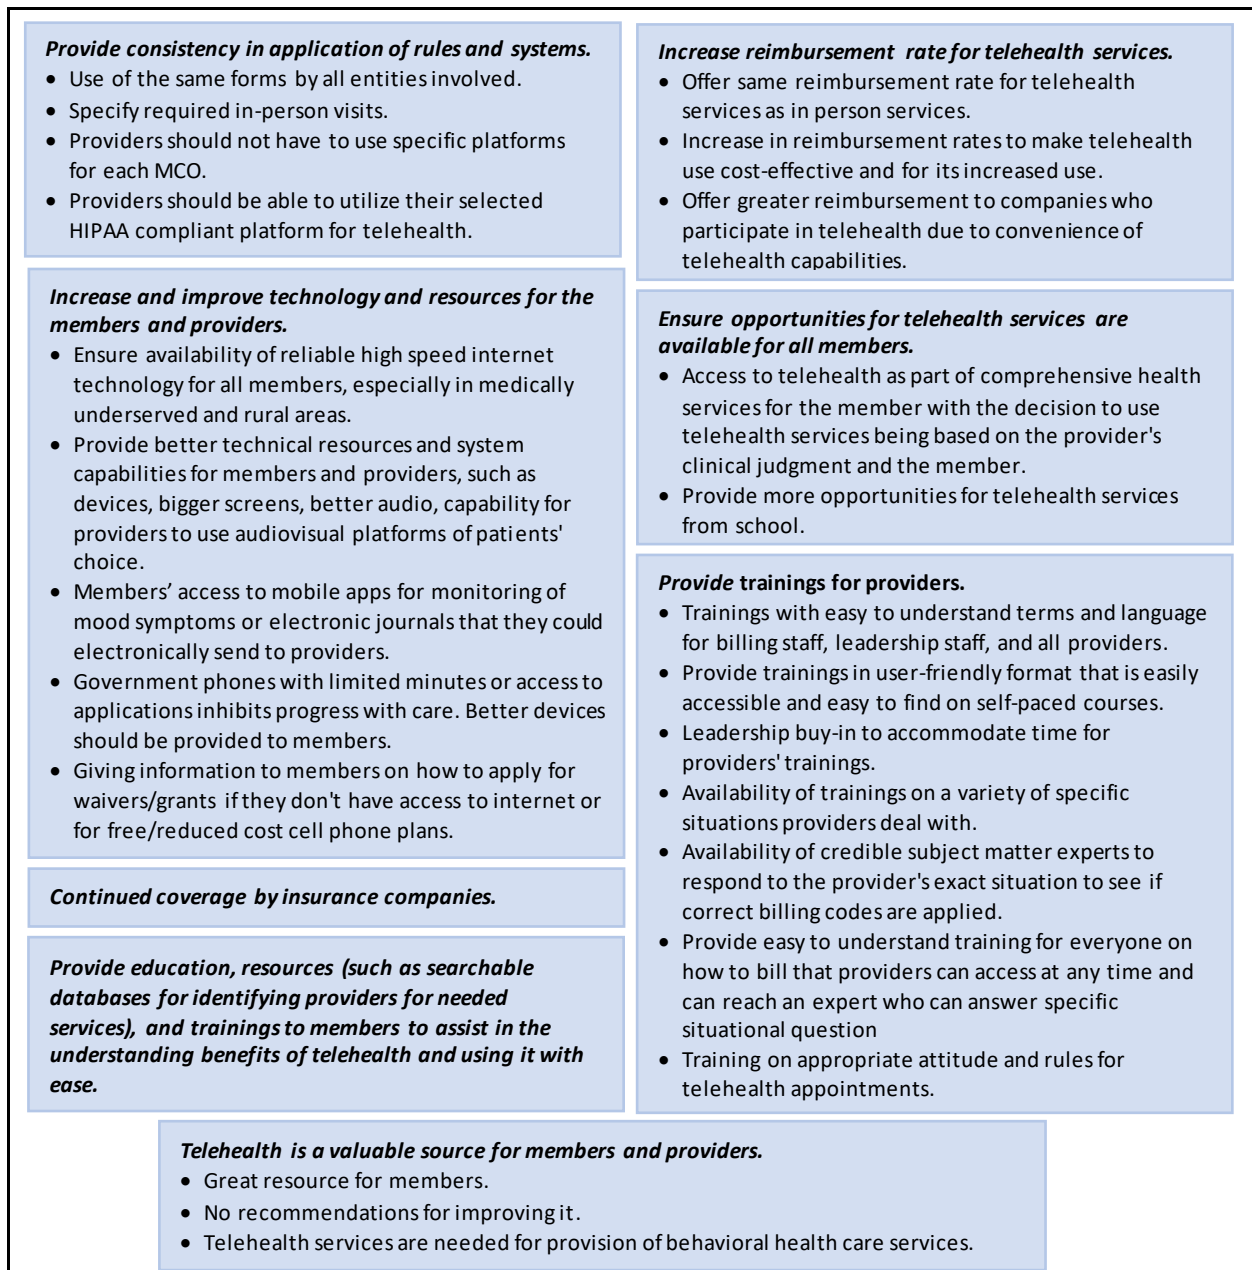 Provide consistency in application of rules and systems.
• Use of the same forms by all entities involved.
• Specify required in-person visits.
• Providers should not have to use specific platforms
for each MCO.
• Providers should be able to utilize their selected
HIPAA compliant platform for telehealth.
Increase and improve technology and resources for the
members and providers.
• Ensure availability of reliable high speed internet
technology for all members, especially in medically
underserved and rural areas.
• Provide better technical resources and system
capabilities for members and providers, such as
devices, bigger screens, better audio, capability for
providers to use audiovisual platforms of patients'
choice.
• Members’ access to mobile apps for monitoring of
mood symptoms or electronic journals that they could
electronically send to providers.
• Government phones with limited minutes or access to
applications inhibits progress with care. Better devices
should be provided to members.
• Giving information to members on how to apply for
waivers/grants if they don't have access to internet or
for free/reduced cost cell phone plans.
Continued coverage by insurance companies.
Provide education, resources (such as searchable
databases for identifying providers for needed
services), and trainings to members to assist in the
understanding benefits of telehealth and using it with
ease.
Increase reimbursement rate for telehealth services.
• Offer same reimbursement rate for telehealth
services as in person services.
• Increase in reimbursement rates to make telehealth
use cost-effective and for its increased use.
• Offer greater reimbursement to companies who
participate in telehealth due to convenience of
telehealth capabilities.
Ensure opportunities for telehealth services are
available for all members.
• Access to telehealth as part of comprehensive health
services for the member with the decision to use
telehealth services being based on the provider's
clinical judgment and the member.
• Provide more opportunities for telehealth services
from school.
Provide trainings for providers.
• Trainings with easy to understand terms and language
for billing staff, leadership staff, and all providers.
• Provide trainings in user-friendly format that is easily
accessible and easy to find on self-paced courses.
• Leadership buy-in to accommodate time for
providers' trainings.
• Availability of trainings on a variety of specific
situations providers deal with.
• Availability of credible subject matter experts to
respond to the provider's exact situation to see if
correct billing codes are applied.
• Provide easy to understand training for everyone on
how to bill that providers can access at any time and
can reach an expert who can answer specific
situational question
• Training on appropriate attitude and rules for
telehealth appointments.
Telehealth is a valuable source for members and providers.
• Great resource for members.
• No recommendations for improving it.
• Telehealth services are needed for provision of behavioral health care services.